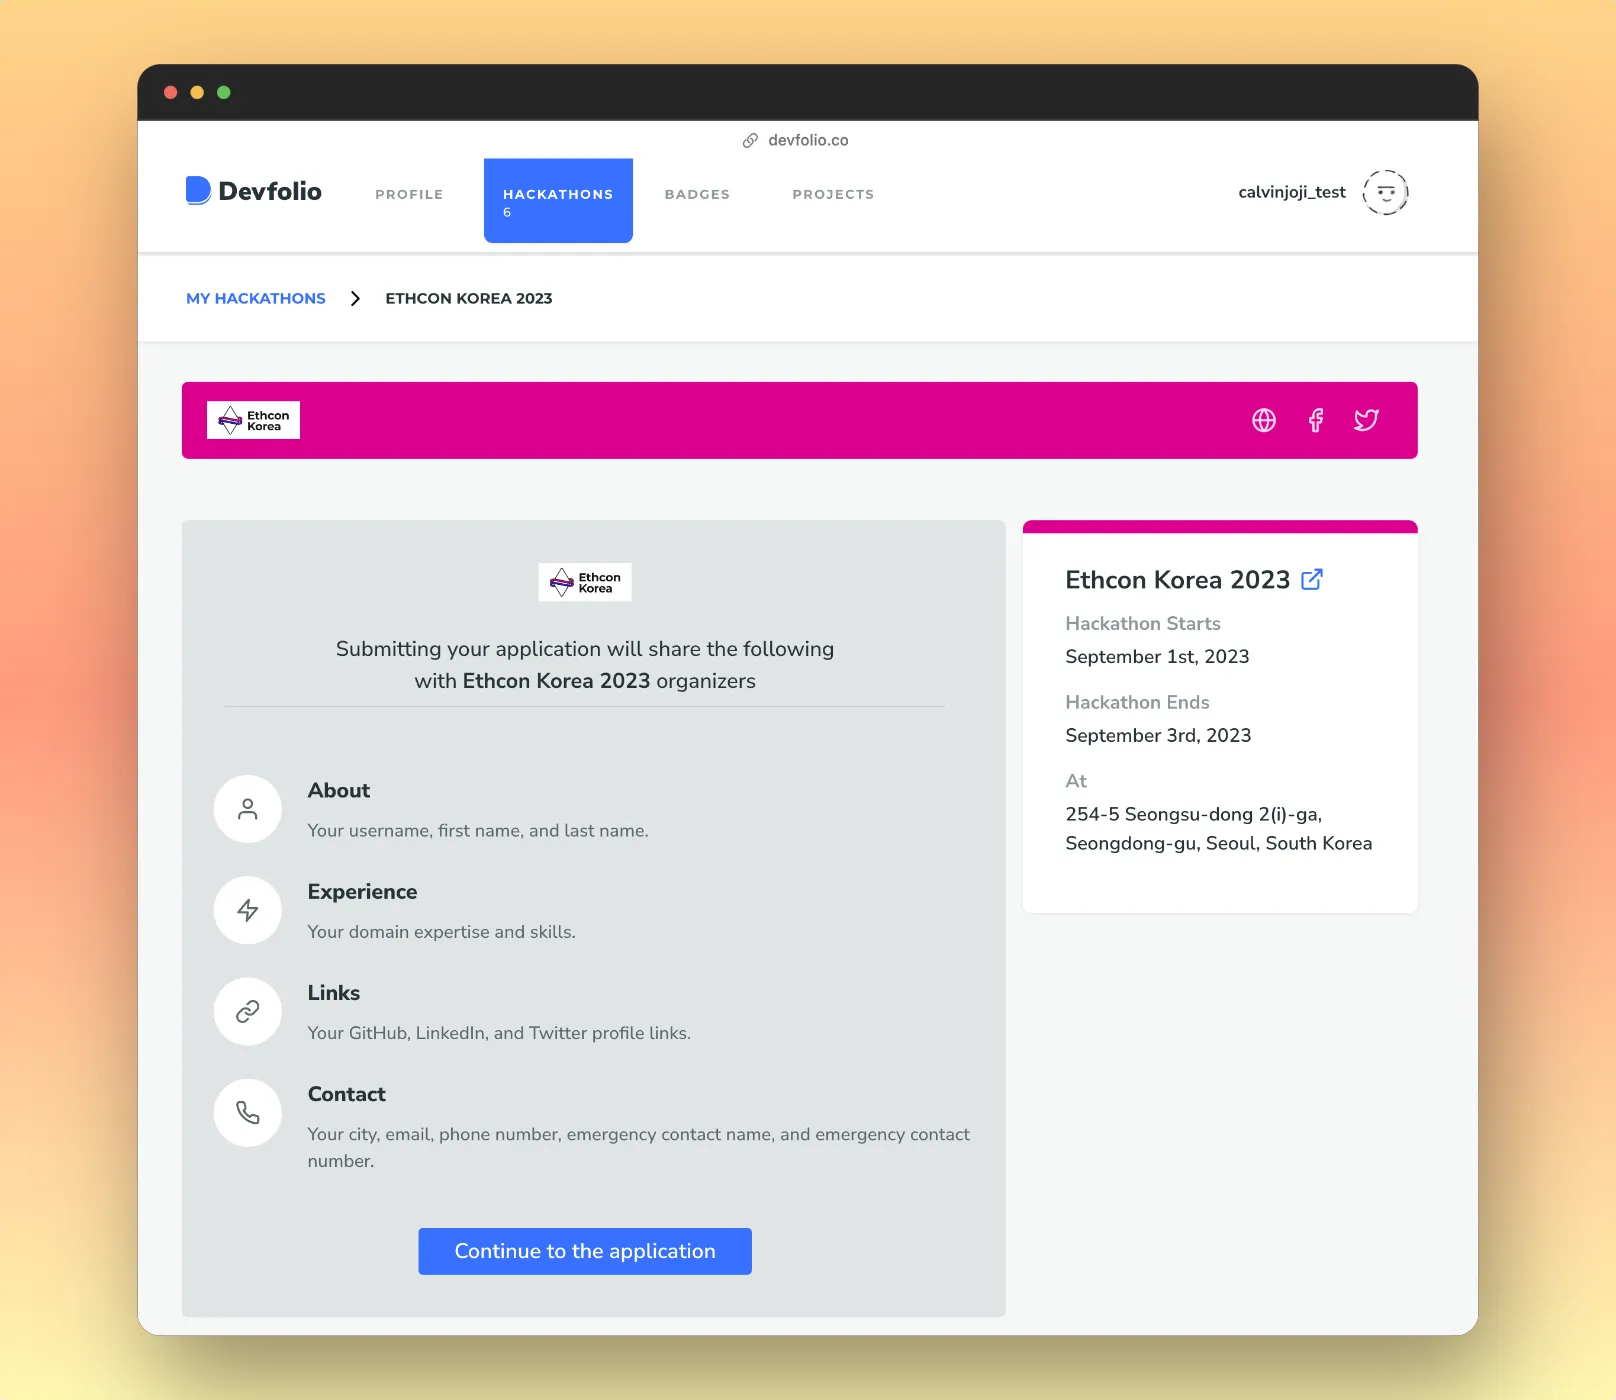 devfolio.co
Devfolio
PROFILE
HACKATHONS
6
BADGES
PROJECTS
calvinjoji_test
MY HACKATHONS
ETHCON KOREA 2023
Ethcon
Korea
Ethcon
Korea
Submitting your application will share the following
with Ethcon Korea 2023 organizers
About
Your username, first name, and last name.
Experience
Your domain expertise and skills.
Links
Your GitHub, LinkedIn, and Twitter profile links.
Contact
Your city, email, phone number, emergency contact name, and emergency contact
number.
Continue to the application
Ethcon Korea 2023
Hackathon Starts
September 1st, 2023
Hackathon Ends
September 3rd, 2023
At
254-5 Seongsu-dong 2(i)-ga,
Seongdong-gu, Seoul, South Korea